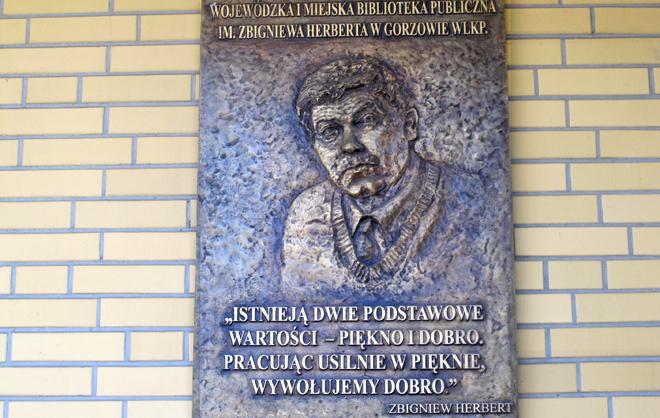 WOJEWÓDZKA I MIEJSKA BIBLIOTEKA PUBLICZNA
IM. ZBIGNIEWA HERBERTA W GORZOWIE WLKP.
„ISTNIEJĄ DWIE PODSTAWOWE
WARTOŚCI – PIĘKNO I DOBRO.
PRACUJĄC USILNIE W PIĘKNIE,
WYWOŁUJEMY DOBRO.”
ZBIGNIEW HERBERT